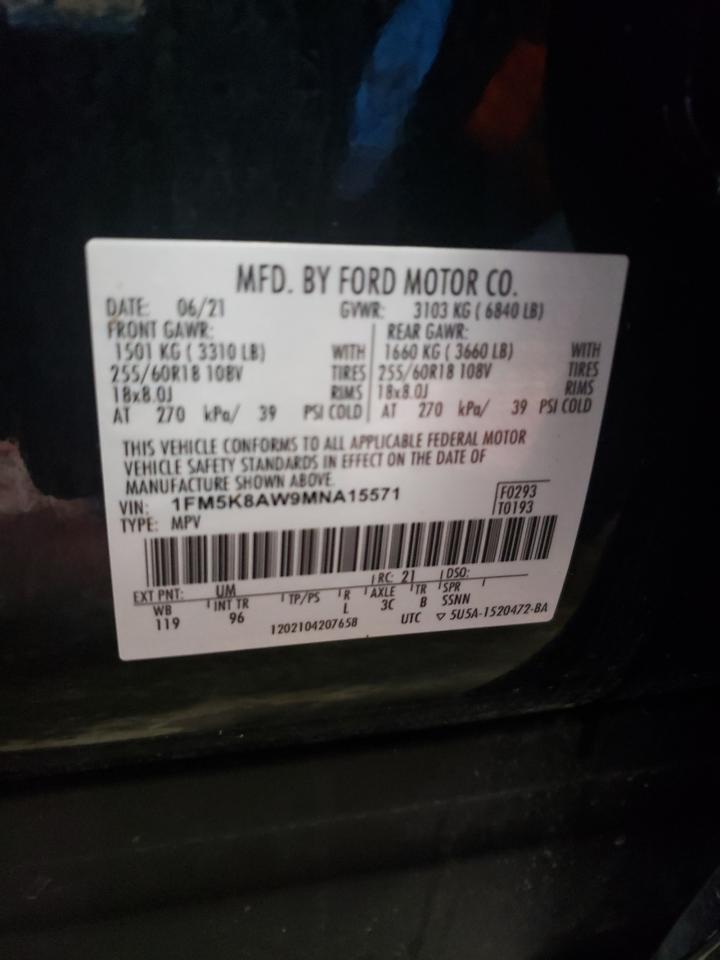 MFD. BY FORD MOTOR CO.
DATE: 06/21 GVWR: 3103 KG ( 6840 LB)
FRONT GAWR: REAR GAWR:
1501 KG ( 3310 LB) WITH 1660 KG ( 3660 LB) WITH
255/60R18 108V TIRES 255/60R18 108V TIRES
18x8.0J RIMS 18x8.0J RIMS
AT 270 kPa/ 39 PSI COLD AT 270 kPa/ 39 PSI COLD
THIS VEHICLE CONFORMS TO ALL APPLICABLE FEDERAL MOTOR
VEHICLE SAFETY STANDARDS IN EFFECT ON THE DATE OF
MANUFACTURE SHOWN ABOVE.
VIN: 1FM5K8AW9MNA15571 F0293
TYPE: MPV T0193
EXT PNT: UM RC: 21 DSO:
WB INT TR TP/PS R AXLE TR SPR
119 96 L 3C B SSNN
1202104207658 UTC ▽ 5U5A-1520472-BA